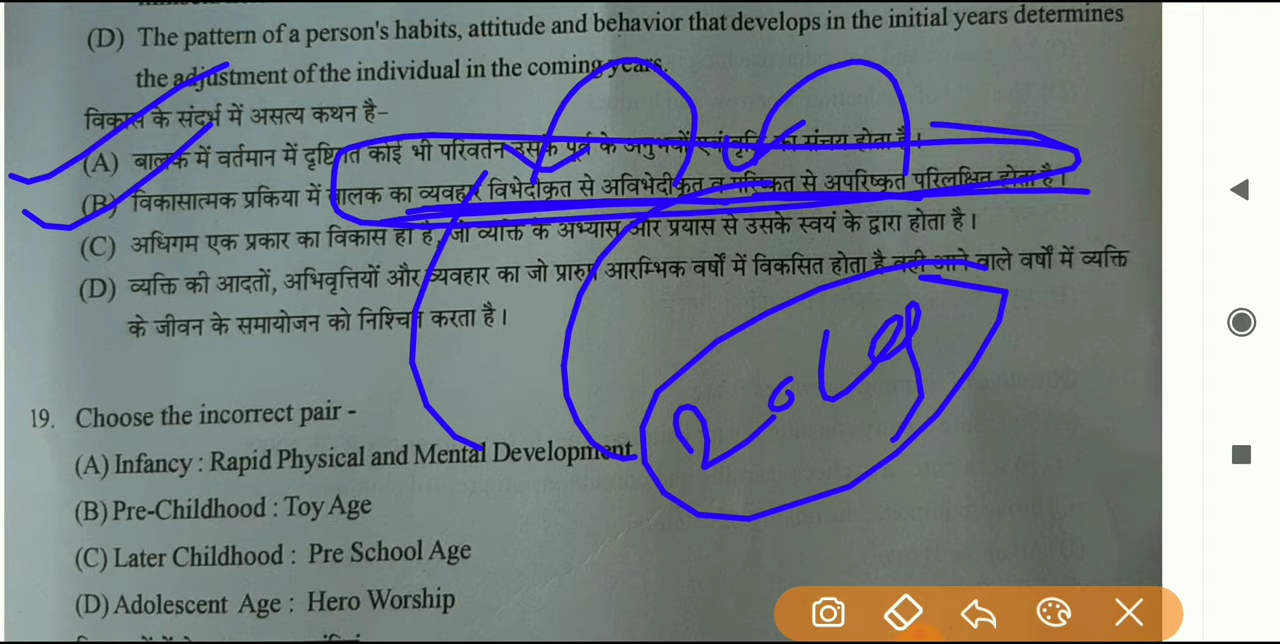 (D) The pattern of a person's habits, attitude and behavior that develops in the initial years determines
the adjustment of the individual in the coming years.
विकास के संदर्भ में असत्य कथन है-
(A) बालक में वर्तमान में दृष्टिगत कोई भी परिवर्तन उसके पूर्व के अनुभवों एवं वृत्ति का संचय होता है।
(B) विकासात्मक प्रकिया में बालक का व्यवहार विभेदीकृत से अविभेदीकृत व परिष्कृत से अपरिष्कृत परिलक्षित होता है।
(C) अधिगम एक प्रकार का विकास ही है, जो व्यक्ति के अभ्यास और प्रयास से उसके स्वयं के द्वारा होता है।
(D) व्यक्ति की आदतों, अभिवृत्तियों और व्यवहार का जो प्रारुप आरम्भिक वर्षों में विकसित होता है वही आने वाले वर्षों में व्यक्ति
के जीवन के समायोजन को निश्चित करता है।
19. Choose the incorrect pair -
(A) Infancy : Rapid Physical and Mental Development
(B) Pre-Childhood : Toy Age
(C) Later Childhood : Pre School Age
(D) Adolescent Age : Hero Worship